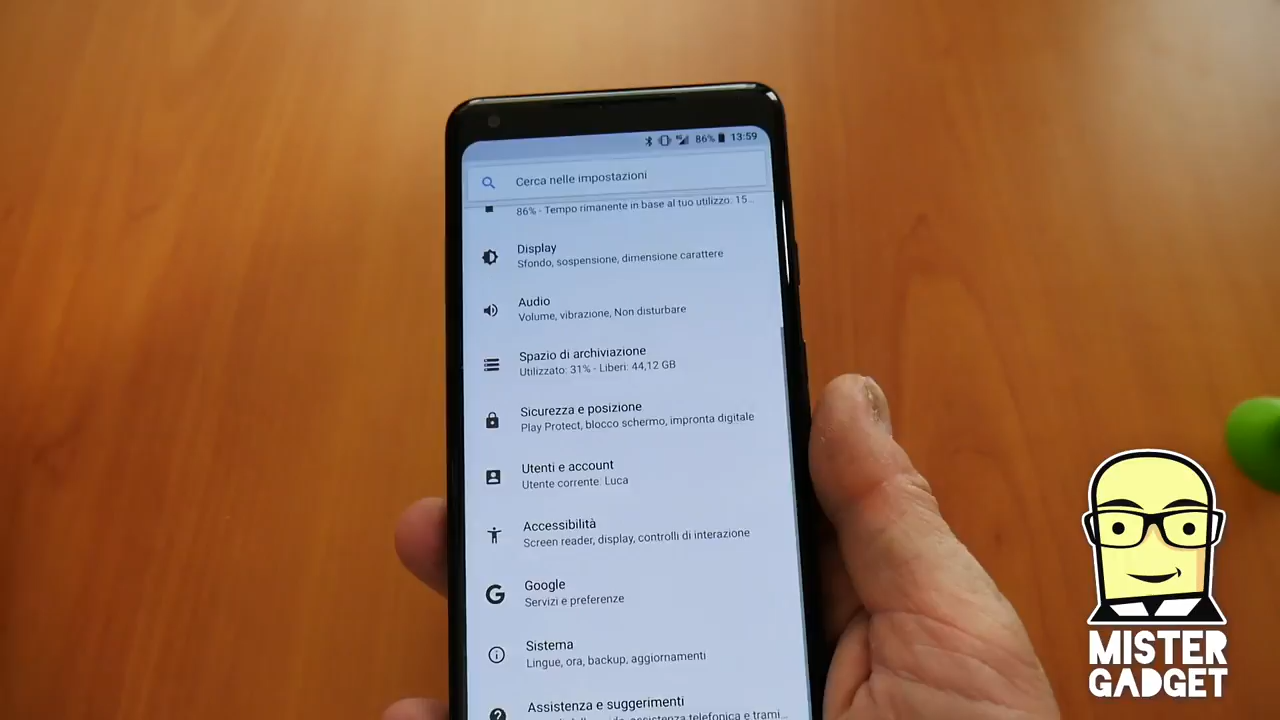 86% 13:59
Cerca nelle impostazioni
86% - Tempo rimanente in base al tuo utilizzo: 15...
Display
Sfondo, sospensione, dimensione carattere
Audio
Volume, vibrazione, Non disturbare
Spazio di archiviazione
Utilizzato: 31% - Liberi: 44,12 GB
Sicurezza e posizione
Play Protect, blocco schermo, impronta digitale
Utenti e account
Utente corrente: Luca
Accessibilità
Screen reader, display, controlli di interazione
Google
Servizi e preferenze
Sistema
Lingue, ora, backup, aggiornamenti
Assistenza e suggerimenti
assistenza telefonica e trami...
MISTER
GADGET